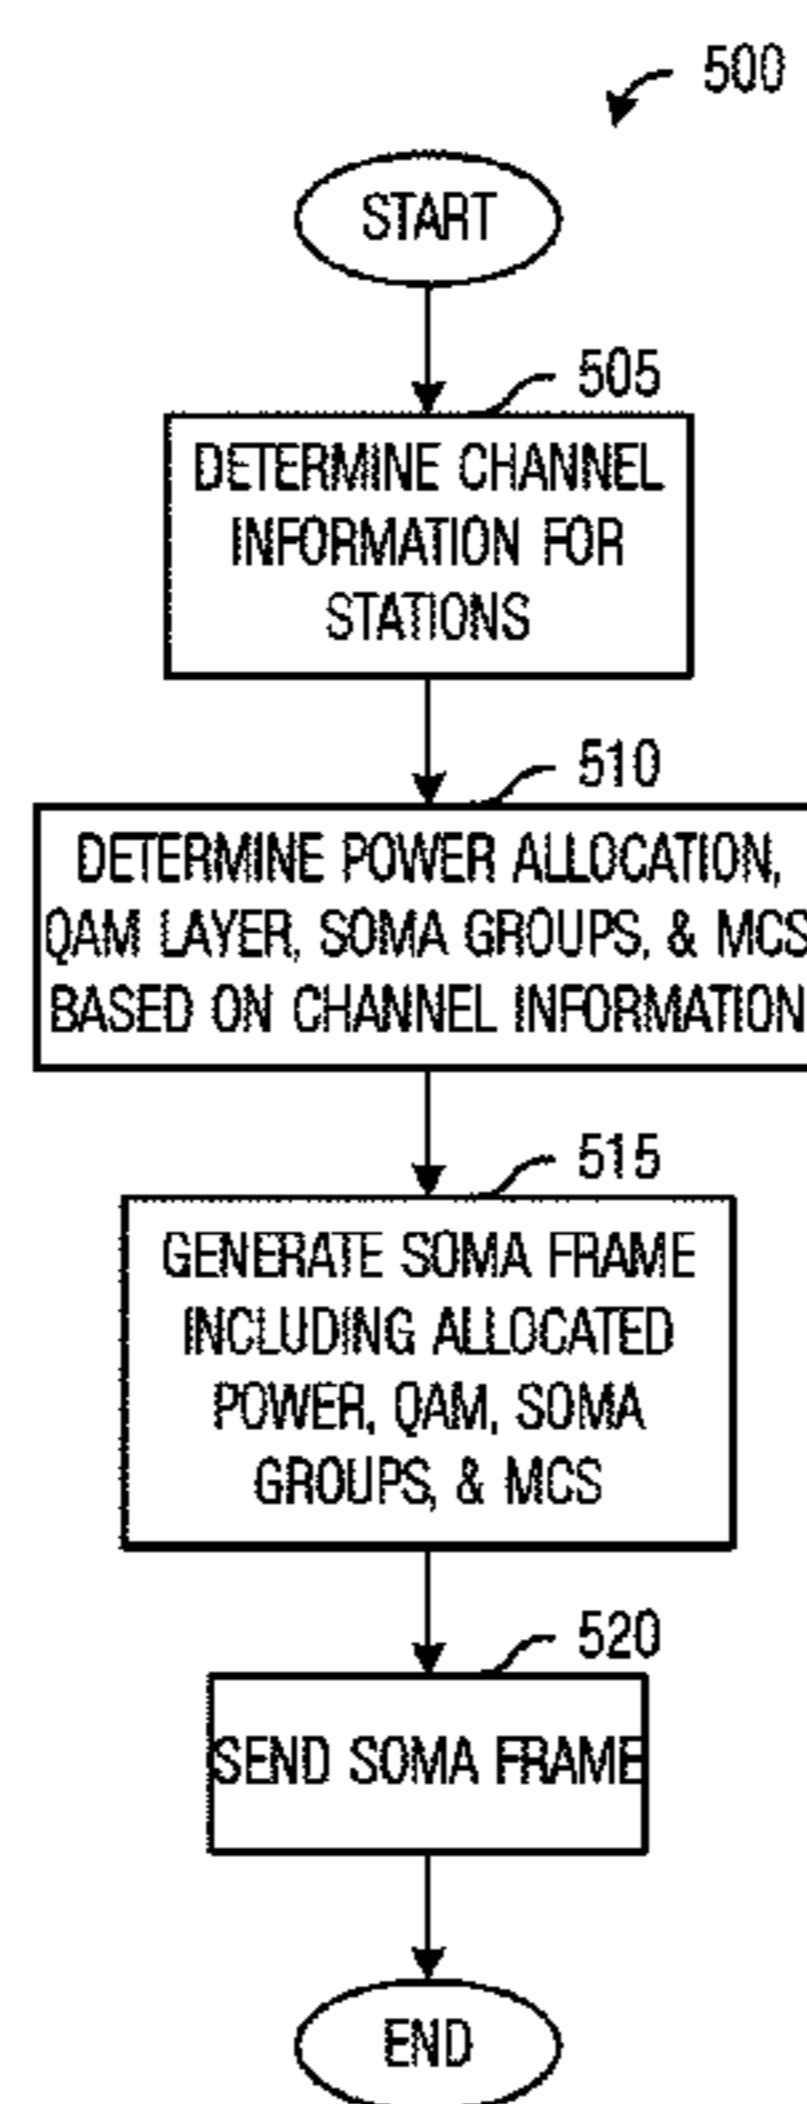 500
START
505
DETERMINE CHANNEL
INFORMATION FOR
STATIONS
510
DETERMINE POWER ALLOCATION,
QAM LAYER, SOMA GROUPS, & MCS
BASED ON CHANNEL INFORMATION
515
GENERATE SOMA FRAME
INCLUDING ALLOCATED
POWER, QAM, SOMA
GROUPS, & MCS
520
SEND SOMA FRAME
END